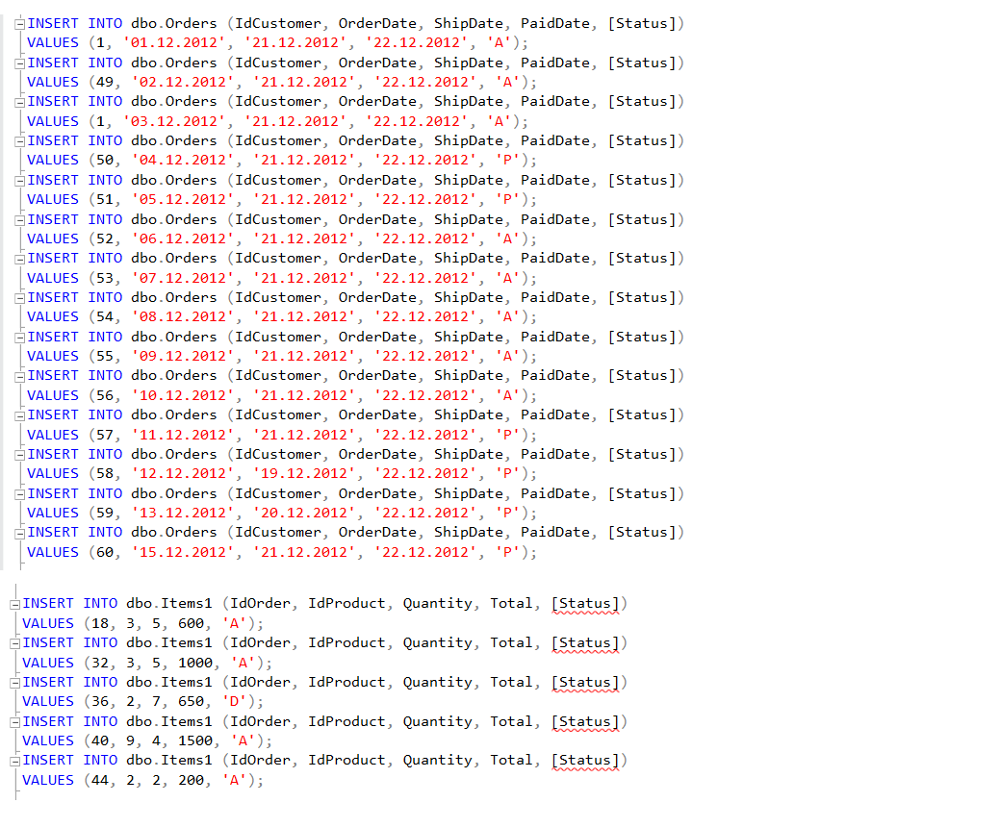 INSERT INTO dbo.Orders (IdCustomer, OrderDate, ShipDate, PaidDate, [Status])
VALUES (1, '01.12.2012', '21.12.2012', '22.12.2012', 'A');
INSERT INTO dbo.Orders (IdCustomer, OrderDate, ShipDate, PaidDate, [Status])
VALUES (49, '02.12.2012', '21.12.2012', '22.12.2012', 'A');
INSERT INTO dbo.Orders (IdCustomer, OrderDate, ShipDate, PaidDate, [Status])
VALUES (1, '03.12.2012', '21.12.2012', '22.12.2012', 'A');
INSERT INTO dbo.Orders (IdCustomer, OrderDate, ShipDate, PaidDate, [Status])
VALUES (50, '04.12.2012', '21.12.2012', '22.12.2012', 'P');
INSERT INTO dbo.Orders (IdCustomer, OrderDate, ShipDate, PaidDate, [Status])
VALUES (51, '05.12.2012', '21.12.2012', '22.12.2012', 'P');
INSERT INTO dbo.Orders (IdCustomer, OrderDate, ShipDate, PaidDate, [Status])
VALUES (52, '06.12.2012', '21.12.2012', '22.12.2012', 'A');
INSERT INTO dbo.Orders (IdCustomer, OrderDate, ShipDate, PaidDate, [Status])
VALUES (53, '07.12.2012', '21.12.2012', '22.12.2012', 'A');
INSERT INTO dbo.Orders (IdCustomer, OrderDate, ShipDate, PaidDate, [Status])
VALUES (54, '08.12.2012', '21.12.2012', '22.12.2012', 'A');
INSERT INTO dbo.Orders (IdCustomer, OrderDate, ShipDate, PaidDate, [Status])
VALUES (55, '09.12.2012', '21.12.2012', '22.12.2012', 'A');
INSERT INTO dbo.Orders (IdCustomer, OrderDate, ShipDate, PaidDate, [Status])
VALUES (56, '10.12.2012', '21.12.2012', '22.12.2012', 'A');
INSERT INTO dbo.Orders (IdCustomer, OrderDate, ShipDate, PaidDate, [Status])
VALUES (57, '11.12.2012', '21.12.2012', '22.12.2012', 'P');
INSERT INTO dbo.Orders (IdCustomer, OrderDate, ShipDate, PaidDate, [Status])
VALUES (58, '12.12.2012', '19.12.2012', '22.12.2012', 'P');
INSERT INTO dbo.Orders (IdCustomer, OrderDate, ShipDate, PaidDate, [Status])
VALUES (59, '13.12.2012', '20.12.2012', '22.12.2012', 'P');
INSERT INTO dbo.Orders (IdCustomer, OrderDate, ShipDate, PaidDate, [Status])
VALUES (60, '15.12.2012', '21.12.2012', '22.12.2012', 'P');
INSERT INTO dbo.Items1 (IdOrder, IdProduct, Quantity, Total, [Status])
VALUES (18, 3, 5, 600, 'A');
INSERT INTO dbo.Items1 (IdOrder, IdProduct, Quantity, Total, [Status])
VALUES (32, 3, 5, 1000, 'A');
INSERT INTO dbo.Items1 (IdOrder, IdProduct, Quantity, Total, [Status])
VALUES (36, 2, 7, 650, 'D');
INSERT INTO dbo.Items1 (IdOrder, IdProduct, Quantity, Total, [Status])
VALUES (40, 9, 4, 1500, 'A');
INSERT INTO dbo.Items1 (IdOrder, IdProduct, Quantity, Total, [Status])
VALUES (44, 2, 2, 200, 'A');